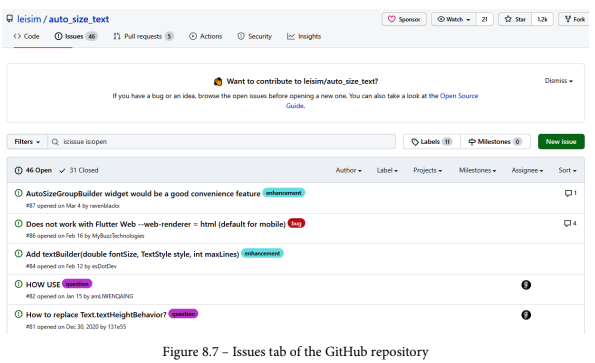 leisim / auto_size_text
Sponsor Watch 21 Star 1.2k Fork
Code Issues 46 Pull requests 5 Actions Security Insights
Want to contribute to leisim/auto_size_text?
Dismiss
If you have a bug or an idea, browse the open issues before opening a new one. You can also take a look at the Open Source
Guide.
Filters is:issue is:open Labels 11 Milestones 0 New issue
46 Open 31 Closed Author Label Projects Milestones Assignee Sort
AutoSizeGroupBuilder widget would be a good convenience feature enhancement 1
#87 opened on Mar 4 by ravenblackx
Does not work with Flutter Web --web-renderer = html (default for mobile) bug 4
#86 opened on Feb 16 by MyBuzzTechnologies
Add textBuilder(double fontSize, TextStyle style, int maxLines) enhancement
#84 opened on Feb 12 by esDotDev
HOW USE question
#82 opened on Jan 15 by amLIWENQAING
How to replace Text.textHeightBehavior? question
#81 opened on Dec 30, 2020 by 131e55
Figure 8.7 – Issues tab of the GitHub repository